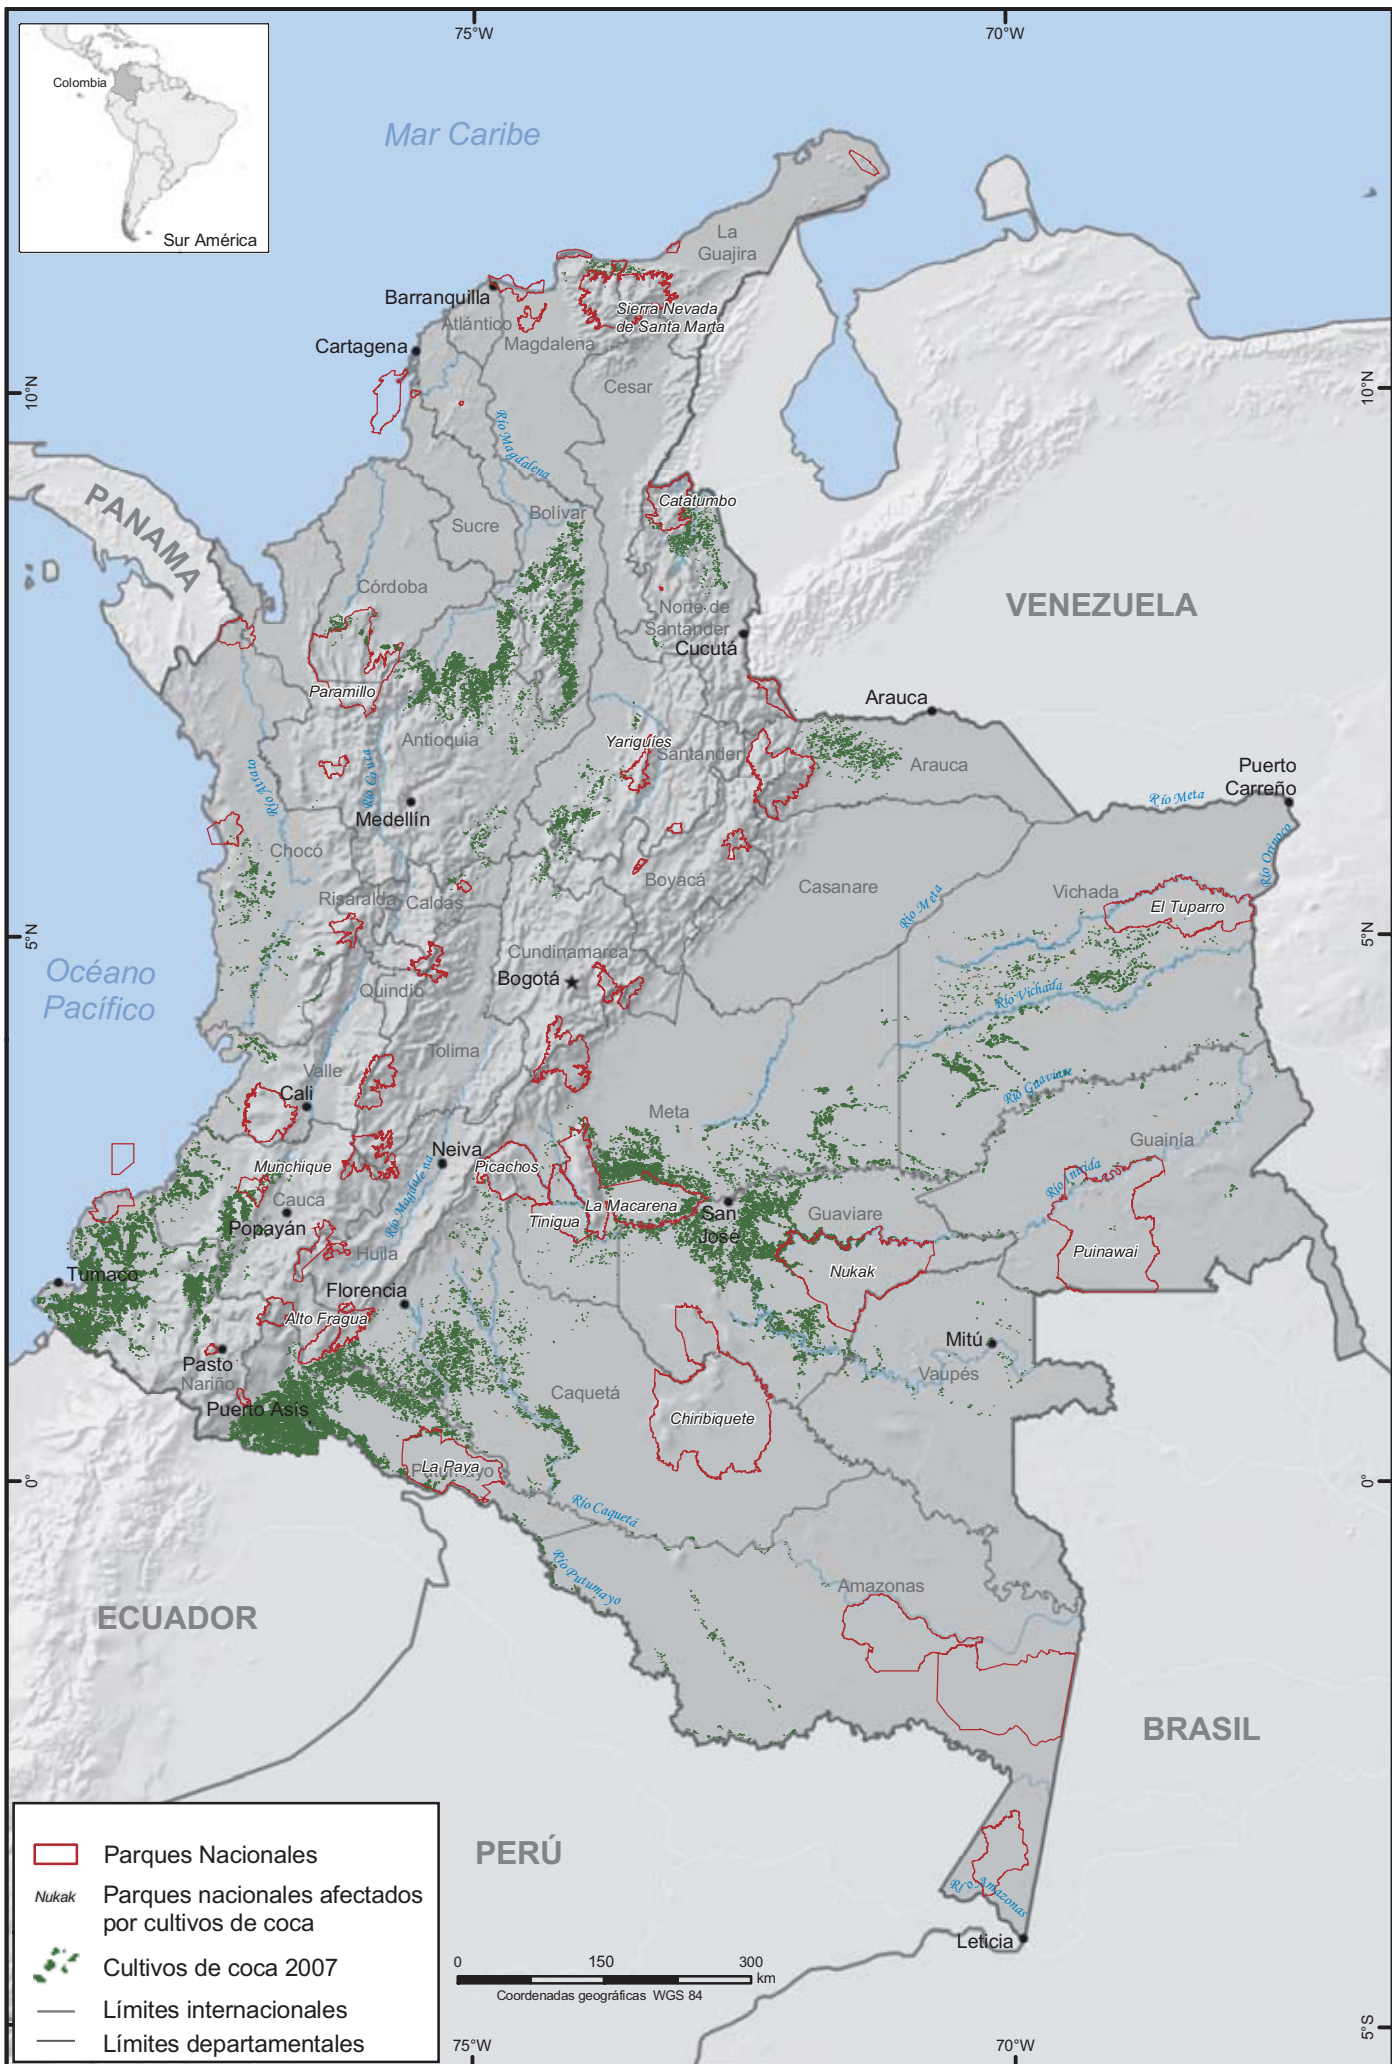 75°W
70°W
Colombia
Sur América
Mar Caribe
La
Guajira
Barranquilla
Atlántico
Sierra Nevada
de Santa Marta
Magdalena
Cartagena
Cesar
10°N
10°N
Río Magdalena
PANAMA
Catatumbo
Sucre
Bolívar
Córdoba
Norte de
Santander
VENEZUELA
Cucutá
Paramillo
Arauca
Antioquia
Yariguies
Santander
Arauca
Puerto
Carreño
Río Atrato
Río Cauca
Río Meta
Medellín
Río Orinoco
Chocó
Boyacá
Casanare
Risaralda
Caldas
Río Meta
Vichada
El Tuparro
5°N
5°N
Cundinamarca
Océano
Pacífico
Bogotá
Quindío
Río Vichada
Tolima
Valle
Cali
Río Guaviare
Meta
Guainía
Neiva
Munchique
Picachos
Río Inírida
Cauca
Río Magdalena
La Macarena
San
José
Popayán
Tinigua
Guaviare
Huila
Nukak
Puinawai
Tumaco
Florencia
Alto Fragua
Mitú
Pasto
Nariño
Vaupés
Caquetá
Puerto Asís
Chiribiquete
La Paya
Putumayo
0°
0°
Río Caquetá
Río Putumayo
Amazonas
ECUADOR
BRASIL
PERÚ
Río Amazonas
Leticia
Parques Nacionales
Nukak
Parques nacionales afectados
por cultivos de coca
Cultivos de coca 2007
Límites internacionales
Límites departamentales
0 150 300
km
Coordenadas geográficas WGS 84
5°S
75°W
70°W